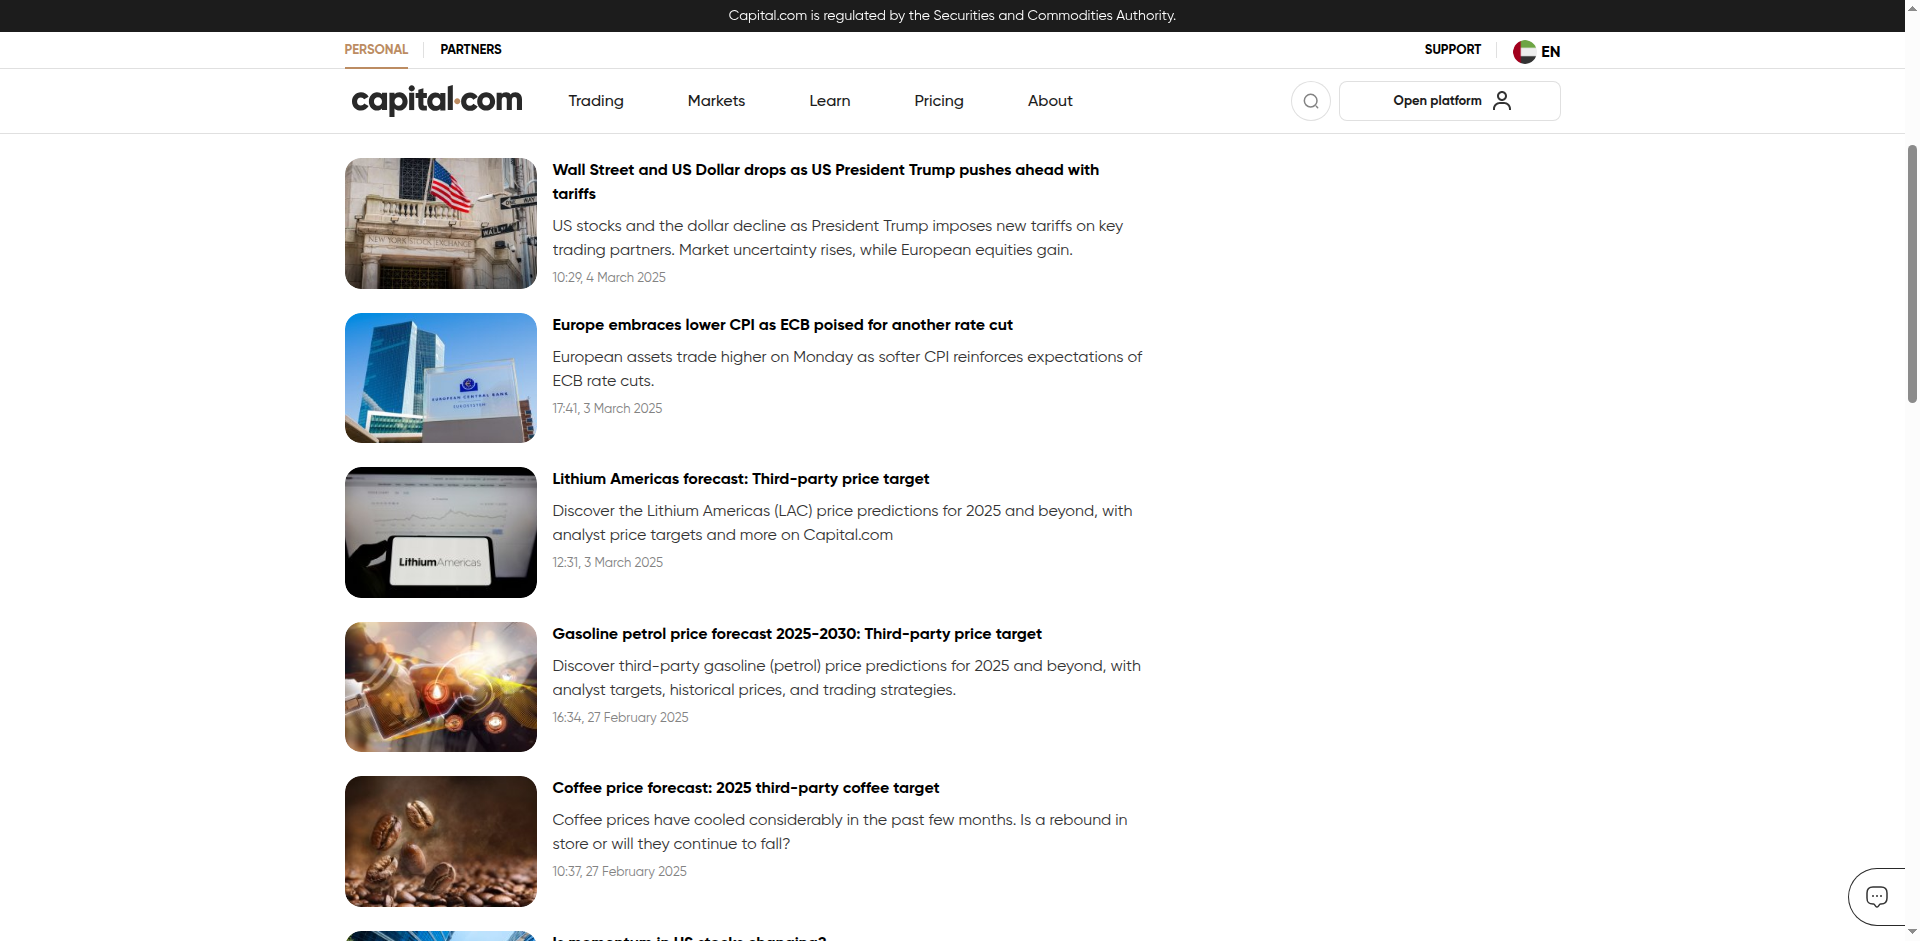 Capital.com is regulated by the Securities and Commodities Authority.
PERSONAL
PARTNERS
SUPPORT
EN
capital.com
Trading
Markets
Learn
Pricing
About
Open platform
Wall Street and US Dollar drops as US President Trump pushes ahead with
tariffs
US stocks and the dollar decline as President Trump imposes new tariffs on key
trading partners. Market uncertainty rises, while European equities gain.
10:29, 4 March 2025
NEW YORK STOCK EXCHANGE
WALL
ONE WAY
Europe embraces lower CPI as ECB poised for another rate cut
European assets trade higher on Monday as softer CPI reinforces expectations of
ECB rate cuts.
17:41, 3 March 2025
EUROPEAN CENTRAL BANK
EUROSYSTEM
Lithium Americas forecast: Third-party price target
Discover the Lithium Americas (LAC) price predictions for 2025 and beyond, with
analyst price targets and more on Capital.com
12:31, 3 March 2025
LithiumAmericas
Gasoline petrol price forecast 2025-2030: Third-party price target
Discover third-party gasoline (petrol) price predictions for 2025 and beyond, with
analyst targets, historical prices, and trading strategies.
16:34, 27 February 2025
Coffee price forecast: 2025 third-party coffee target
Coffee prices have cooled considerably in the past few months. Is a rebound in
store or will they continue to fall?
10:37, 27 February 2025
Is momentum in US stocks changing?